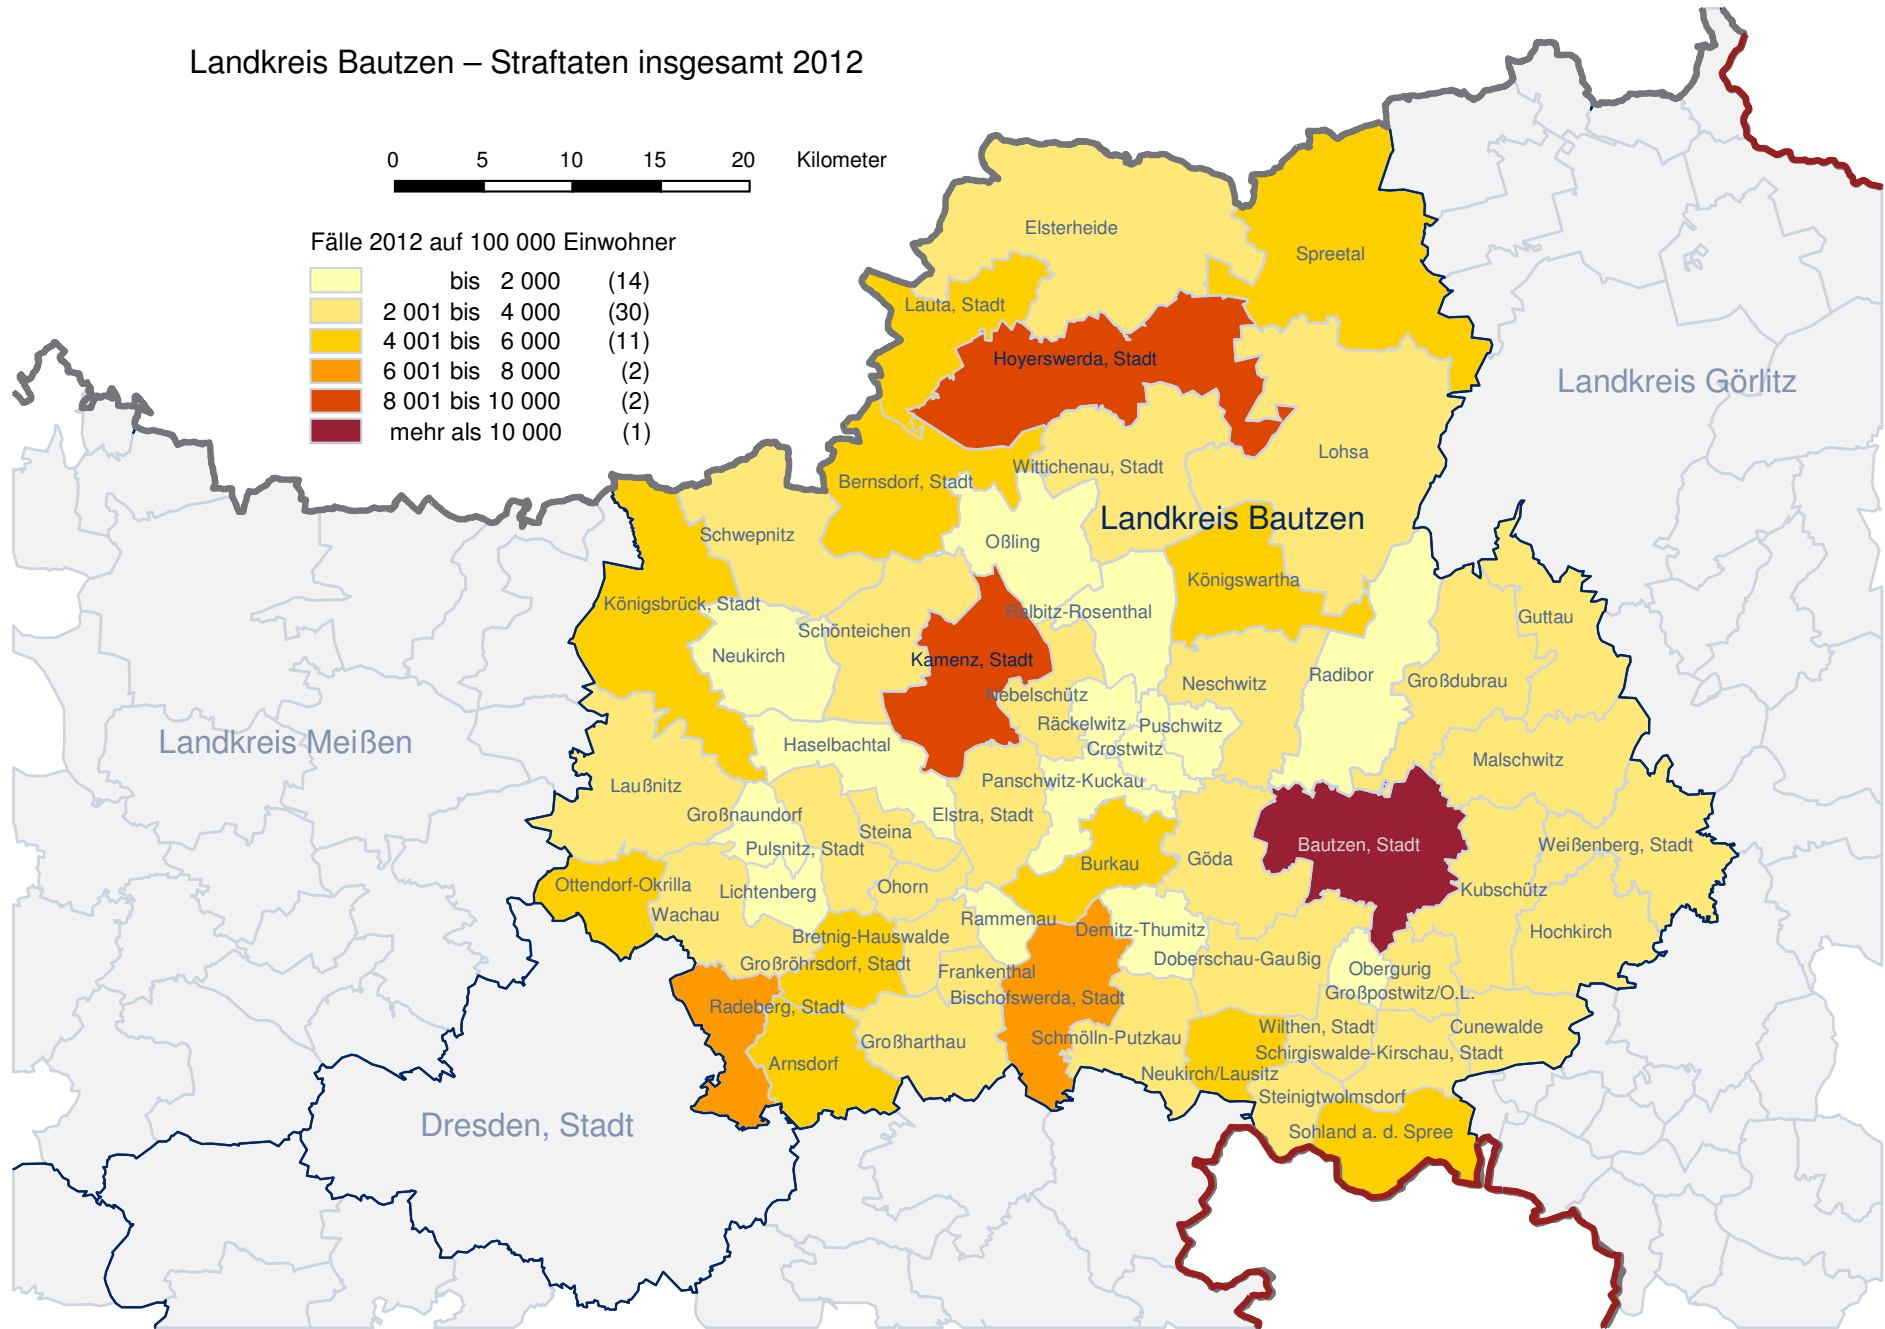 Landkreis Bautzen – Straftaten insgesamt 2012
0 5 10 15 20 Kilometer
Fälle 2012 auf 100 000 Einwohner
bis 2 000 (14)
2 001 bis 4 000 (30)
4 001 bis 6 000 (11)
6 001 bis 8 000 (2)
8 001 bis 10 000 (2)
mehr als 10 000 (1)
Elsterheide
Spreetal
Lauta, Stadt
Hoyerswerda, Stadt
Landkreis Görlitz
Lohsa
Wittichenau, Stadt
Bernsdorf, Stadt
Landkreis Bautzen
Schwepnitz
Oßling
Königswartha
Königsbrück, Stadt
Ralbitz-Rosenthal
Guttau
Schönteichen
Neukirch
Kamenz, Stadt
Radibor
Großdubrau
Neschwitz
Nebelschütz
Räckelwitz
Puschwitz
Landkreis Meißen
Haselbachtal
Crostwitz
Malschwitz
Panschwitz-Kuckau
Laußnitz
Großnaundorf
Elstra, Stadt
Steina
Pulsnitz, Stadt
Bautzen, Stadt
Weißenberg, Stadt
Göda
Burkau
Ottendorf-Okrilla
Lichtenberg
Ohorn
Kubschütz
Wachau
Rammenau
Demitz-Thumitz
Hochkirch
Bretnig-Hauswalde
Doberschau-Gaußig
Großröhrsdorf, Stadt
Frankenthal
Obergurig
Großpostwitz/O.L.
Bischofswerda, Stadt
Radeberg, Stadt
Wilthen, Stadt
Cunewalde
Schmölln-Putzkau
Großharthau
Schirgiswalde-Kirschau, Stadt
Arnsdorf
Neukirch/Lausitz
Steinigtwolmsdorf
Dresden, Stadt
Sohland a. d. Spree